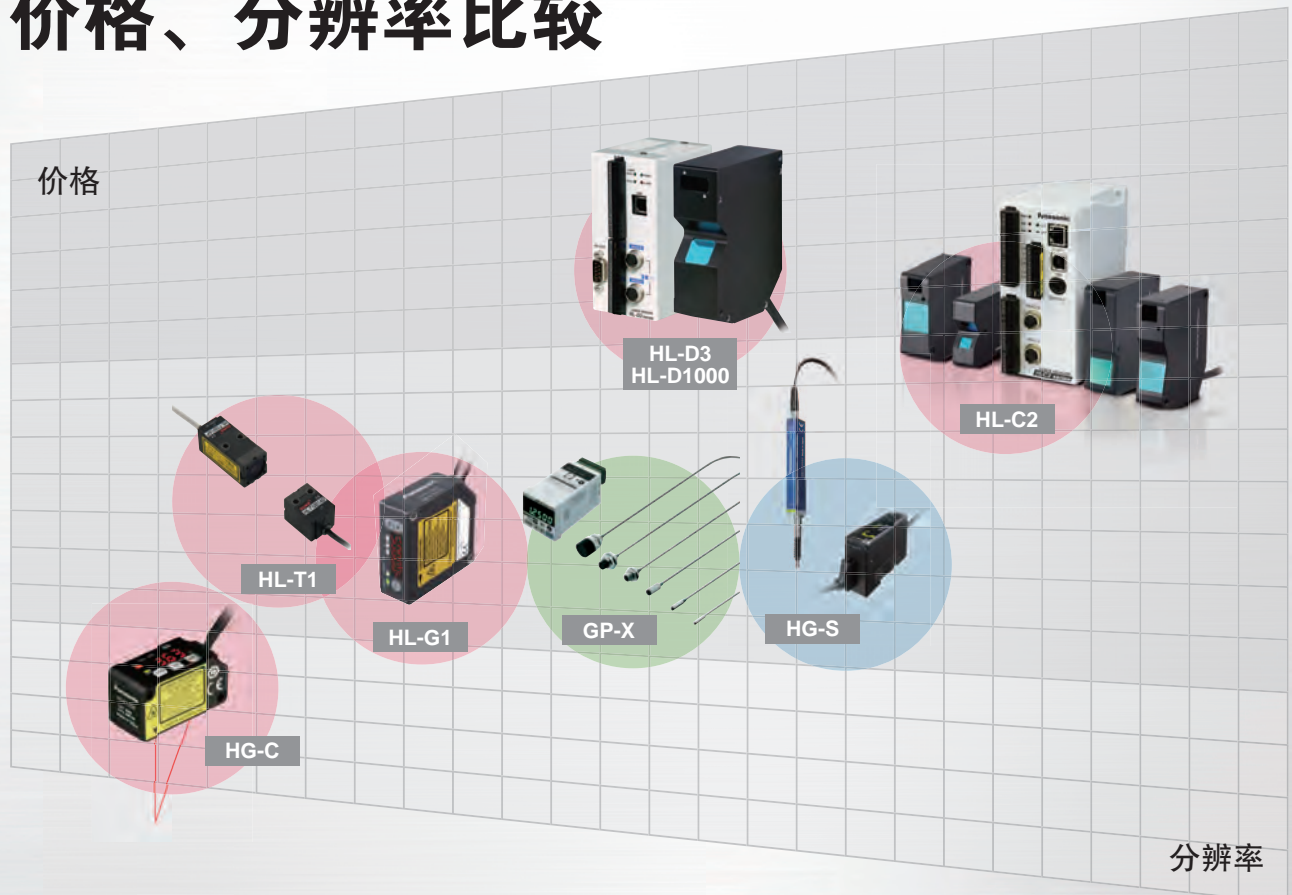 价格、分辨率比较
价格
HL-D3
HL-D1000
Panasonic
HL-C2
HL-T1
HL-G1
GP-X
HG-S
HG-C
分辨率